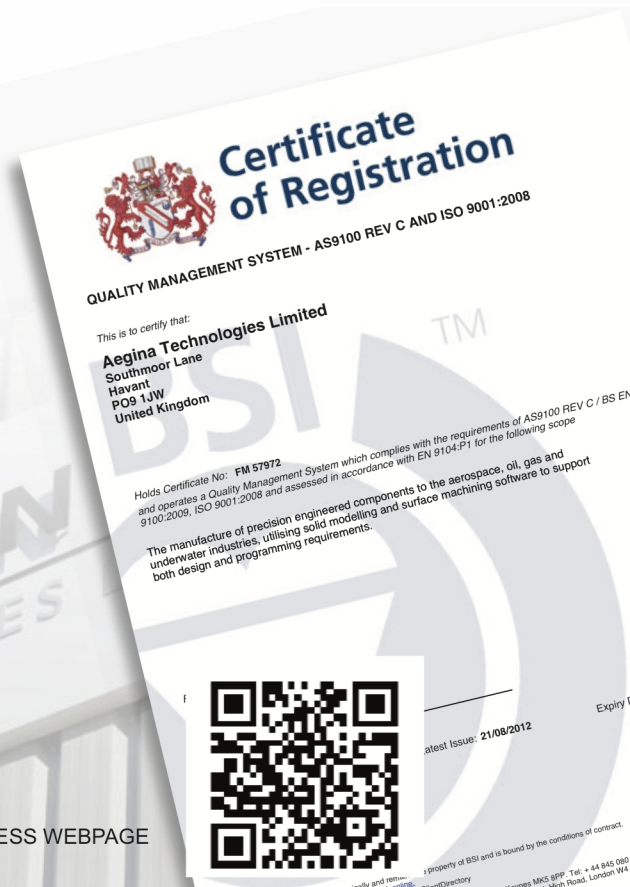 Certificate
of Registration
QUALITY MANAGEMENT SYSTEM - AS9100 REV C AND ISO 9001:2008
This is to certify that:
Aegina Technologies Limited
Southmoor Lane
Havant
PO9 1JW
United Kingdom
BSI TM
Holds Certificate No: FM 57972
and operates a Quality Management System which complies with the requirements of AS9100 REV C / BS EN
9100:2009, ISO 9001:2008 and assessed in accordance with EN 9104:P1 for the following scope
The manufacture of precision engineered components to the aerospace, oil, gas and
underwater industries, utilising solid modelling and surface machining software to support
both design and programming requirements.
Latest Issue: 21/08/2012
Expiry
property of BSI and is bound by the conditions of contract.
MK5 8PP. Tel: + 44 845 080
High Road, London W4
WEBPAGE